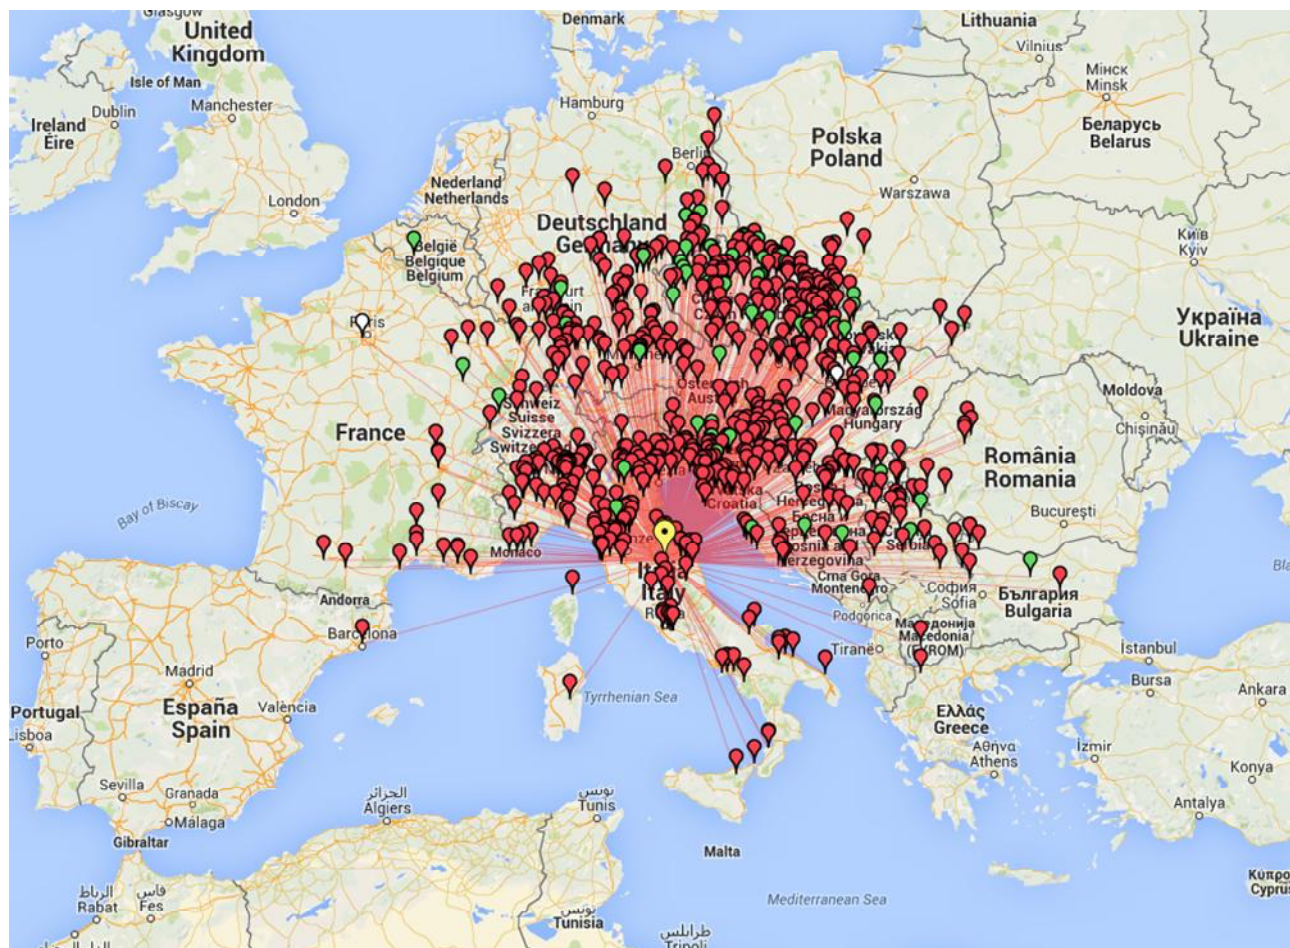 Glasgow
Denmark
Lithuania
United
Kingdom
Vilnius
Isle of Man
Мінск
Minsk
Hamburg
Manchester
Dublin
Ireland
Éire
Беларусь
Belarus
Polska
Poland
Berlin
Nederland
Netherlands
Warszawa
London
Deutschland
Germany
België
Belgique
Belgium
Київ
Kyiv
Paris
Україна
Ukraine
Moldova
Chișinău
Schweiz
Suisse
Svizzera
Magyarország
Hungary
France
România
Romania
Croatia
Bay of Biscay
București
Monaco
Bosnia and
Herzegovina
Serbia
Italy
Crna Gora
Montenegro
София
Sofia
България
Bulgaria
Andorra
Podgorica
Македонија
Macedonia
(FYROM)
Barcelona
Porto
Tiranë
İstanbul
Bursa
Madrid
Ankara
Tyrrhenian Sea
España
Spain
València
Portugal
Lisboa
Ελλάς
Greece
Αθήνα
Athens
İzmir
Konya
Sevilla
Granada
Málaga
الجزائر
Algiers
تونس
Tunis
Antalya
Gibraltar
Malta
الرباط
Rabat
فاس
Fes
Κύπρος
Cyprus
Mediterranean Sea
تونس
Tunisia
طرابلس
Tripoli